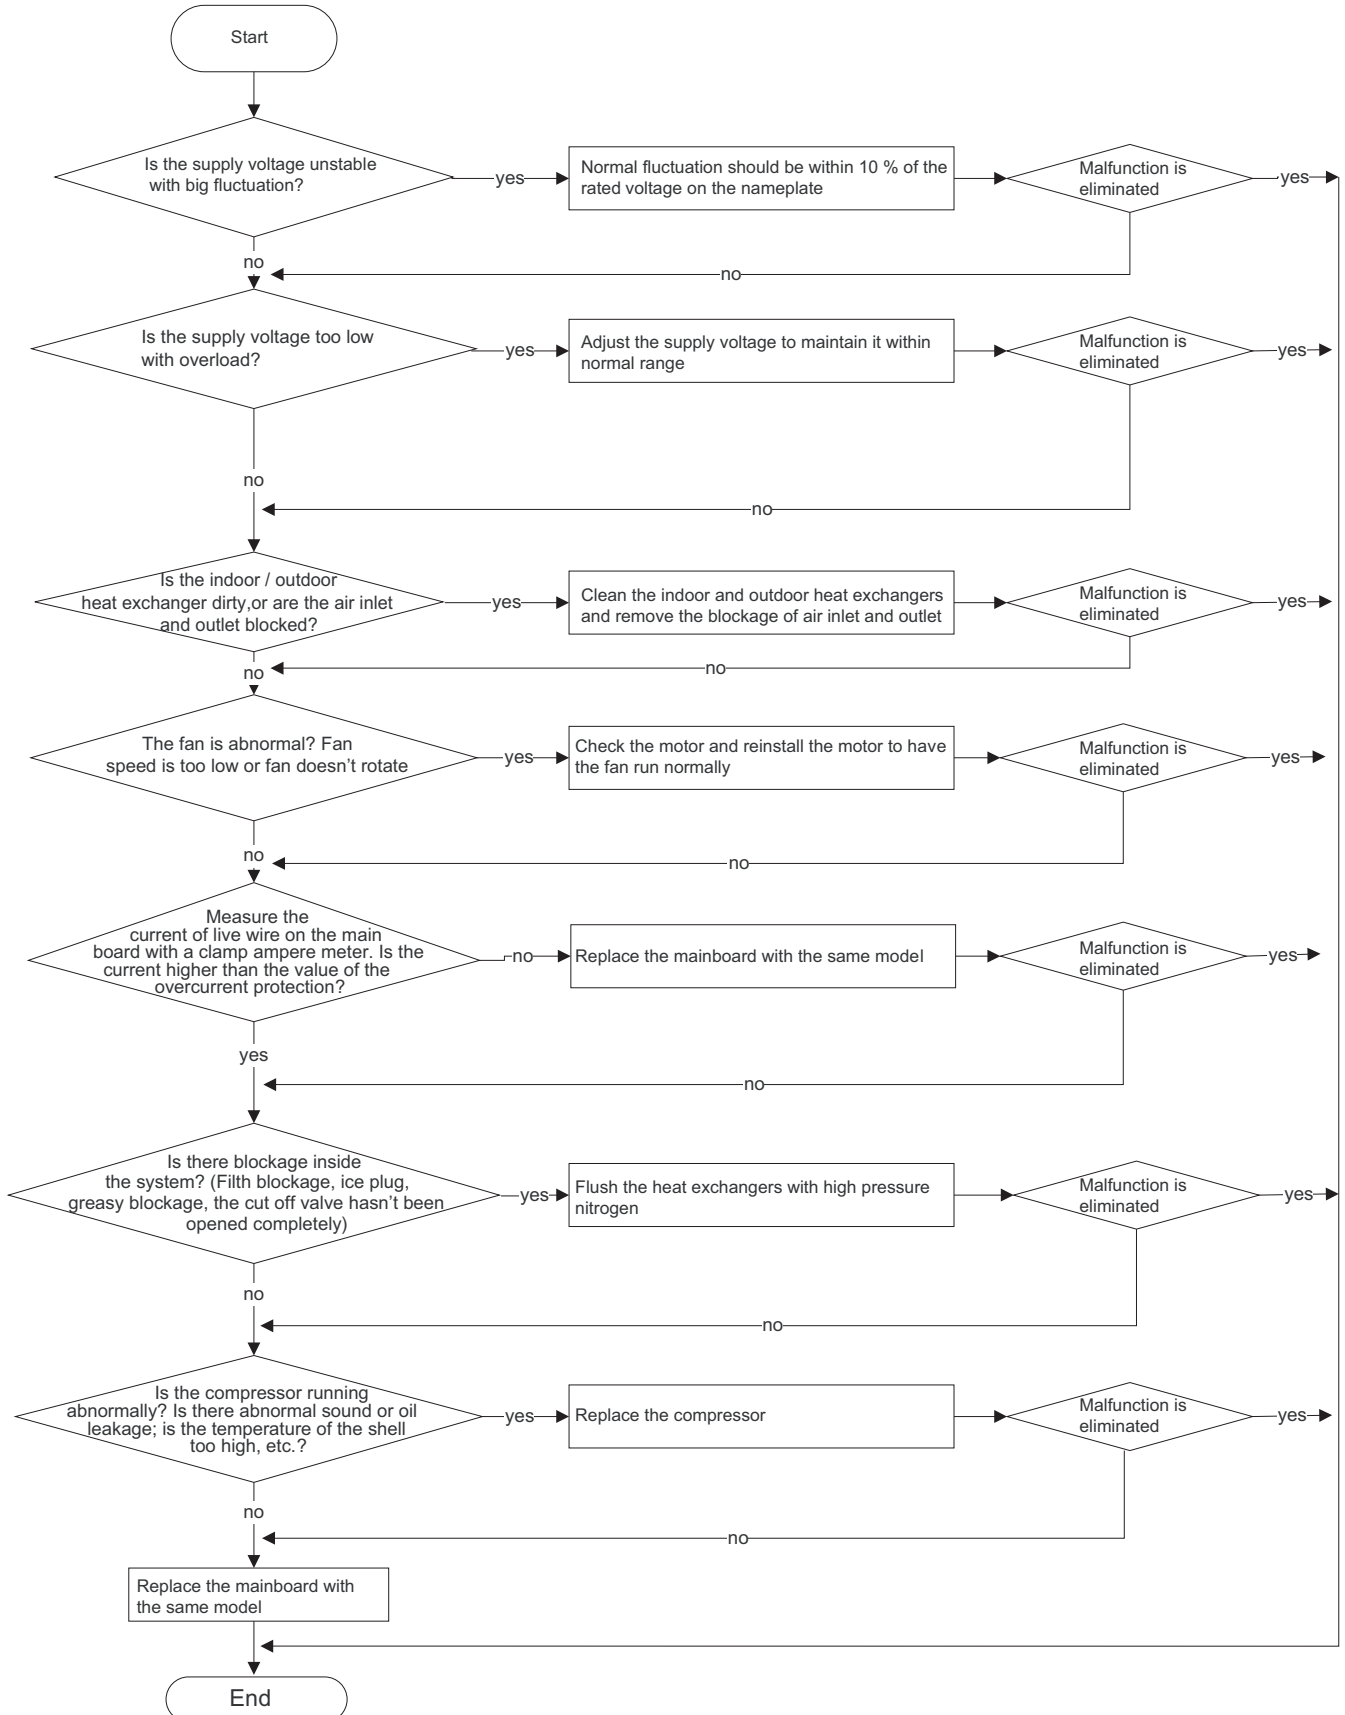 Start
Is the supply voltage unstable
with big fluctuation?
yes
Normal fluctuation should be within 10 % of the
rated voltage on the nameplate
Malfunction is
eliminated
yes
no
no
Is the supply voltage too low
with overload?
yes
Adjust the supply voltage to maintain it within
normal range
Malfunction is
eliminated
yes
no
no
Is the indoor / outdoor
heat exchanger dirty,or are the air inlet
and outlet blocked?
yes
Clean the indoor and outdoor heat exchangers
and remove the blockage of air inlet and outlet
Malfunction is
eliminated
yes
no
no
The fan is abnormal? Fan
speed is too low or fan doesn't rotate
yes
Check the motor and reinstall the motor to have
the fan run normally
Malfunction is
eliminated
yes
no
no
Measure the
current of live wire on the main
board with a clamp ampere meter. Is the
current higher than the value of the
overcurrent protection?
no
Replace the mainboard with the same model
Malfunction is
eliminated
yes
yes
no
Is there blockage inside
the system? (Filth blockage, ice plug,
greasy blockage, the cut off valve hasn't been
opened completely)
yes
Flush the heat exchangers with high pressure
nitrogen
Malfunction is
eliminated
yes
no
no
Is the compressor running
abnormally? Is there abnormal sound or oil
leakage; is the temperature of the shell
too high, etc.?
yes
Replace the compressor
Malfunction is
eliminated
yes
no
no
Replace the mainboard with
the same model
End